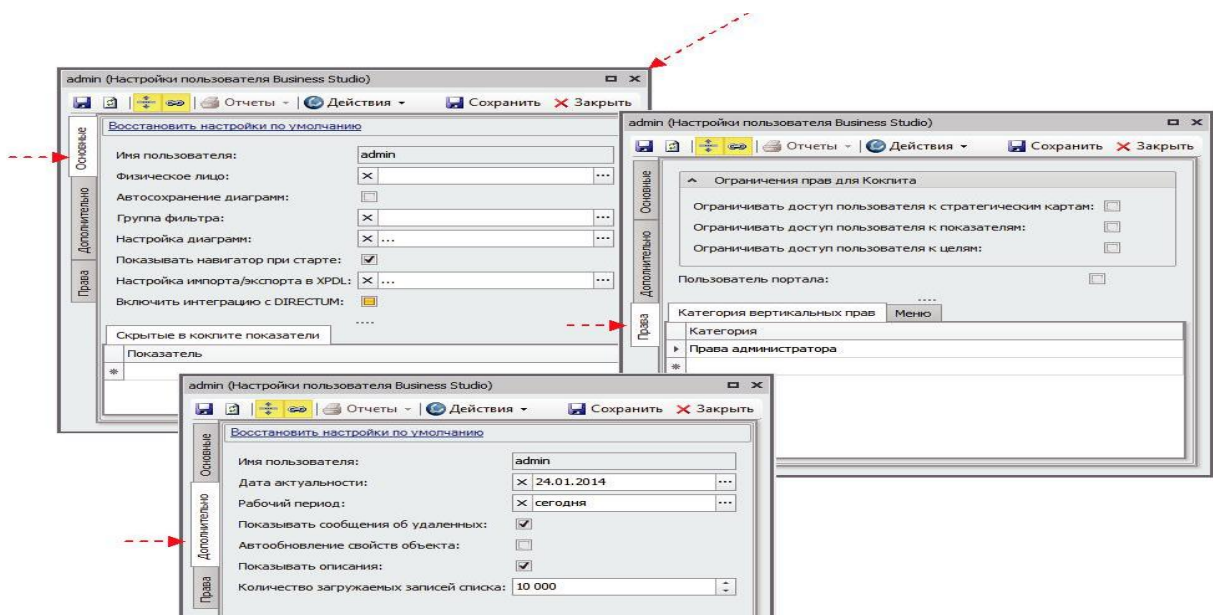 admin (Настройки пользователя Business Studio)
Отчеты Действия Сохранить Закрыть
Основные
Дополнительно
Права
Восстановить настройки по умолчанию
Имя пользователя: admin
Физическое лицо:
Автосохранение диаграмм:
Группа фильтра:
Настройка диаграмм: ...
Показывать навигатор при старте:
Настройка импорта/экспорта в XPDL: ...
Включить интеграцию с DIRECTUM:
Скрытые в кокпите показатели
Показатель
admin (Настройки пользователя Business Studio)
Отчеты Действия Сохранить Закрыть
Основные
Дополнительно
Права
Ограничения прав для Кокпита
Ограничивать доступ пользователя к стратегическим картам:
Ограничивать доступ пользователя к показателям:
Ограничивать доступ пользователя к целям:
Пользователь портала:
Категория вертикальных прав Меню
Категория
Права администратора
admin (Настройки пользователя Business Studio)
Отчеты Действия Сохранить Закрыть
Основные
Дополнительно
Права
Восстановить настройки по умолчанию
Имя пользователя: admin
Дата актуальности: 24.01.2014
Рабочий период: сегодня
Показывать сообщения об удаленных:
Автообновление свойств объекта:
Показывать описания:
Количество загружаемых записей списка: 10 000